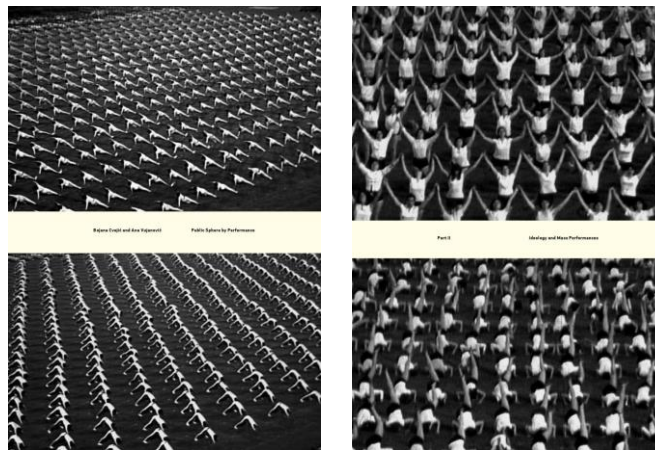 Bojana Cvejić and Ana Vujanović
Public Sphere by Performance
Part II
Ideology and Mass Performances